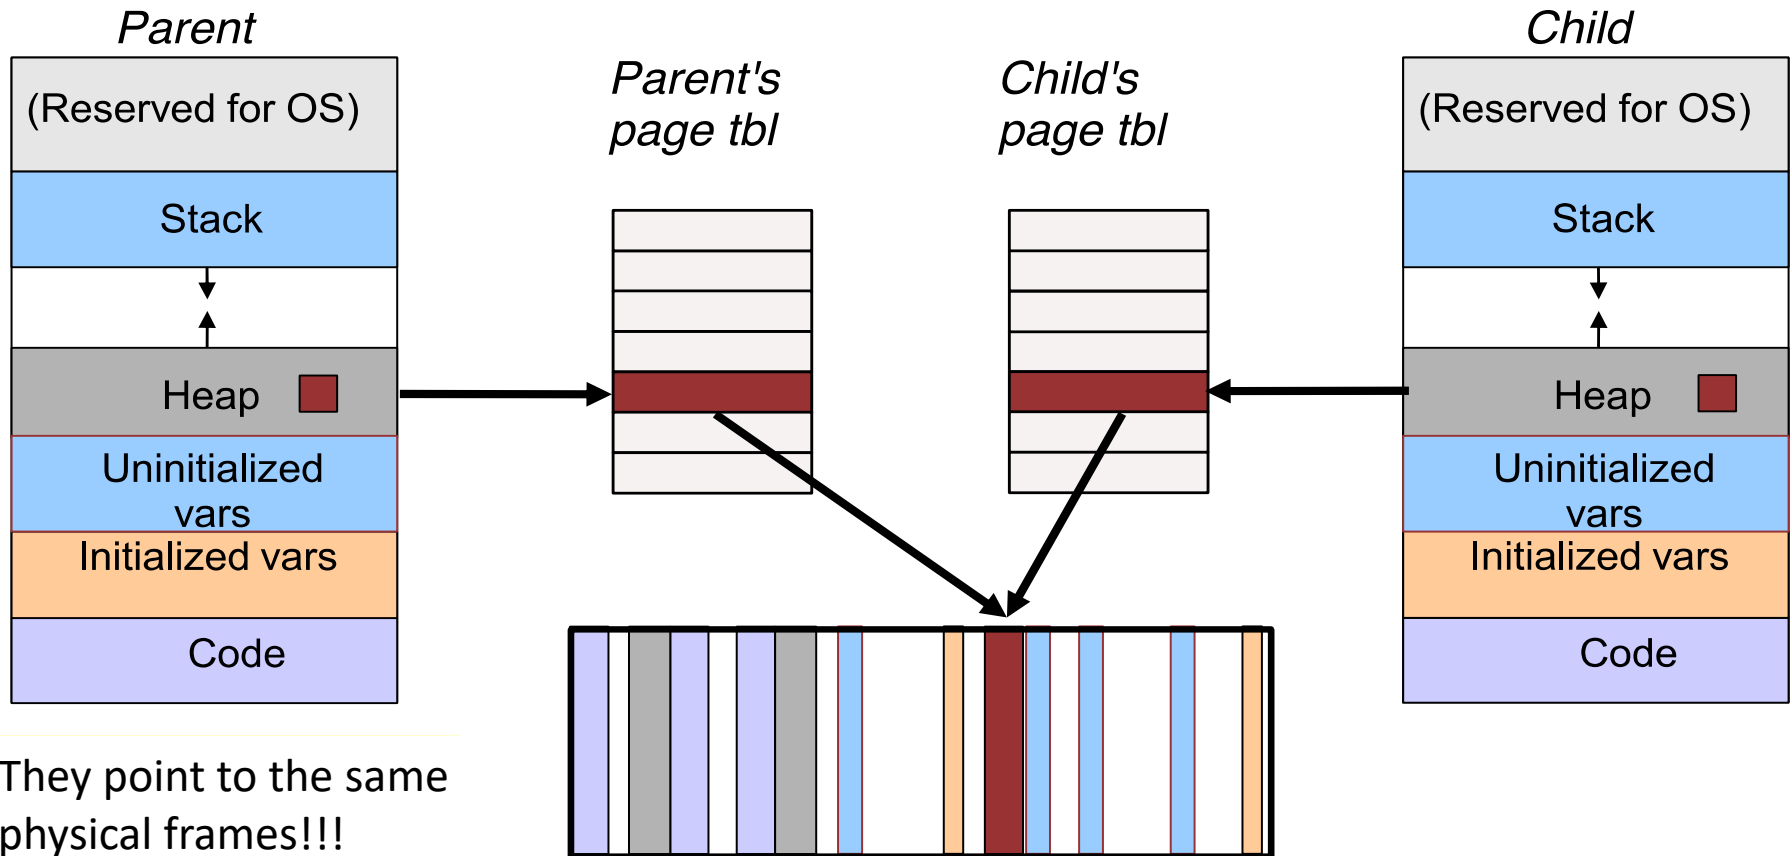 Parent
Child
Parent's
page tbl
Child's
page tbl
(Reserved for OS)
Stack
Heap
Uninitialized
vars
Initialized vars
Code
(Reserved for OS)
Stack
Heap
Uninitialized
vars
Initialized vars
Code
They point to the same
physical frames!!!